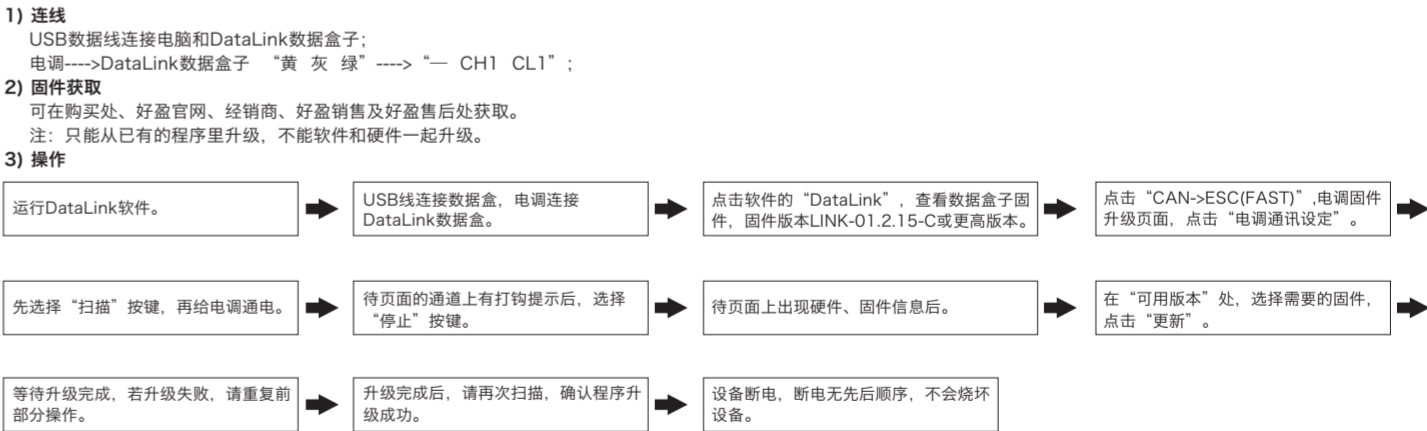 1) 连线
USB数据线连接电脑和DataLink数据盒子;
电调---->DataLink数据盒子 “黄 灰 绿”----> “— CH1 CL1”;
2) 固件获取
可在购买处、好盈官网、经销商、好盈销售及好盈售后处获取。
注: 只能从已有的程序里升级, 不能软件和硬件一起升级。
3) 操作
运行DataLink软件。
USB线连接数据盒, 电调连接
DataLink数据盒。
点击软件的“DataLink”, 查看数据盒子固
件, 固件版本LINK-01.2.15-C或更高版本。
点击“CAN->ESC(FAST)”,电调固件
升级页面, 点击“电调通讯设定”。
先选择“扫描”按键, 再给电调通电。
待页面的通道上有打钩提示后, 选择
“停止”按键。
待页面上出现硬件、固件信息后。
在“可用版本”处, 选择需要的固件,
点击“更新”。
等待升级完成, 若升级失败, 请重复前
部分操作。
升级完成后, 请再次扫描, 确认程序升
级成功。
设备断电, 断电无先后顺序, 不会烧坏
设备。